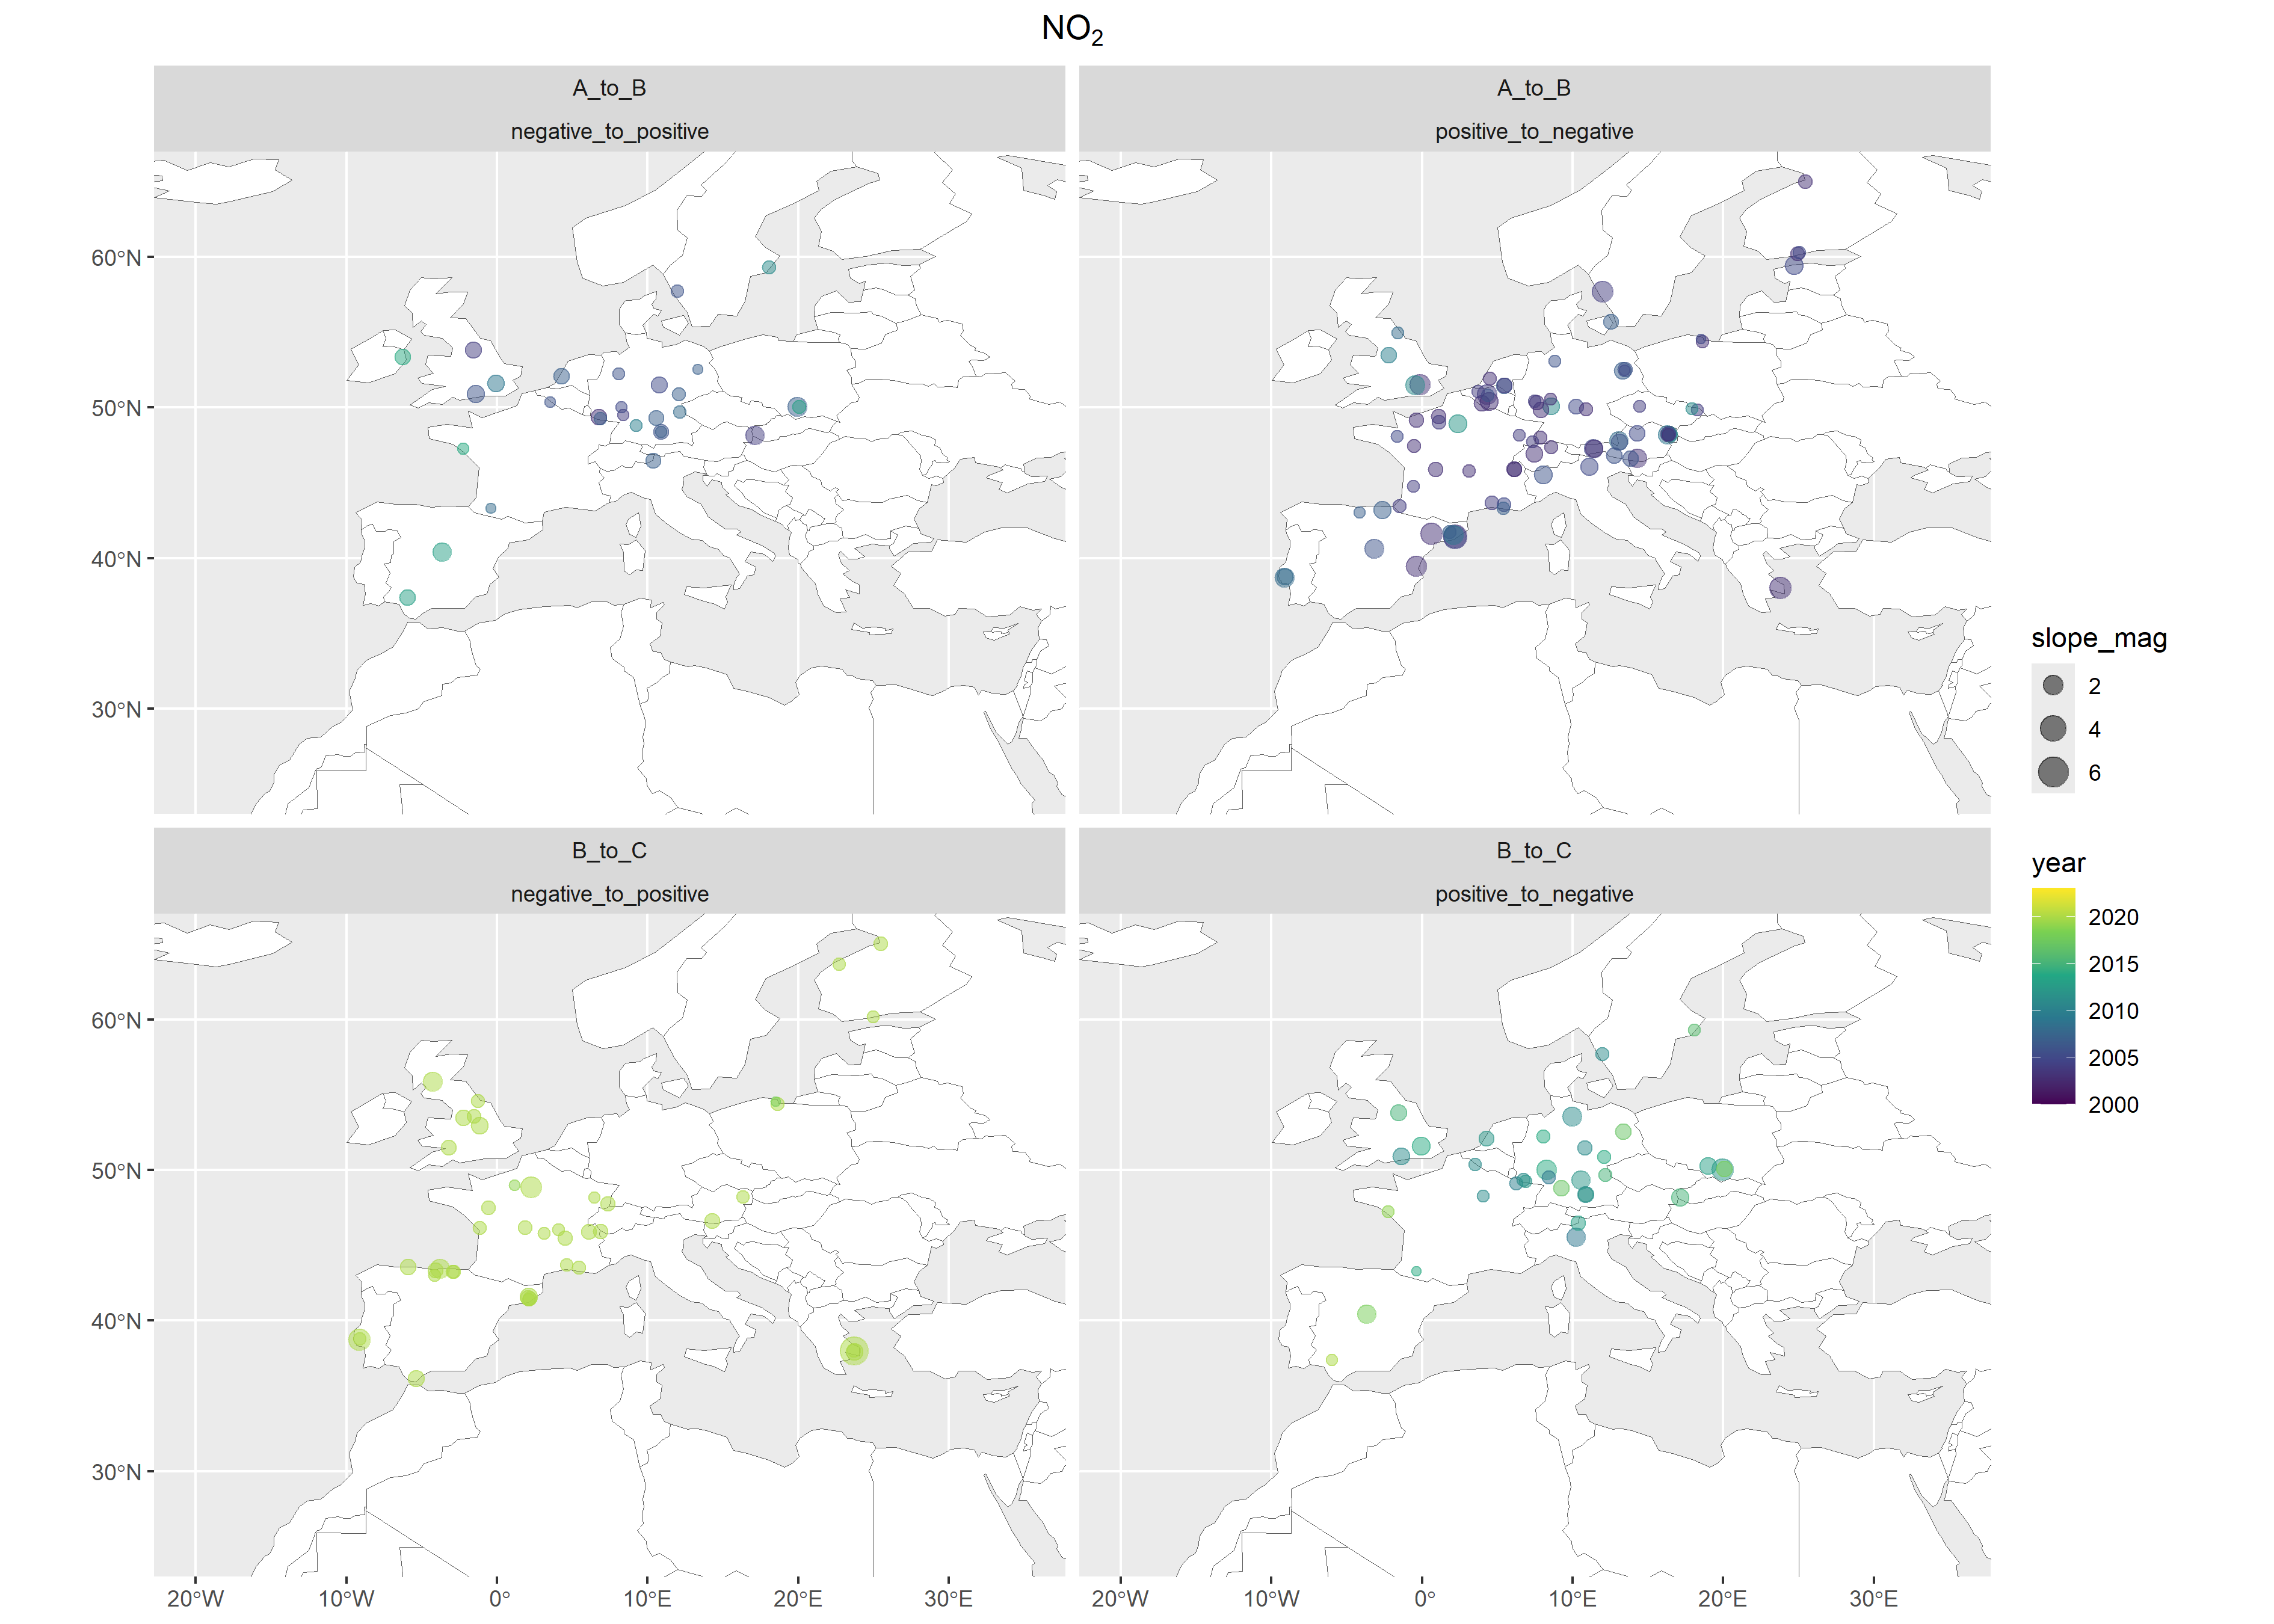 NO₂
A_to_B
negative_to_positive
A_to_B
positive_to_negative
60°N
50°N
40°N
30°N
B_to_C
negative_to_positive
B_to_C
positive_to_negative
60°N
50°N
40°N
30°N
20°W 10°W 0° 10°E 20°E 30°E
20°W 10°W 0° 10°E 20°E 30°E
slope_mag
2
4
6
year
2020
2015
2010
2005
2000